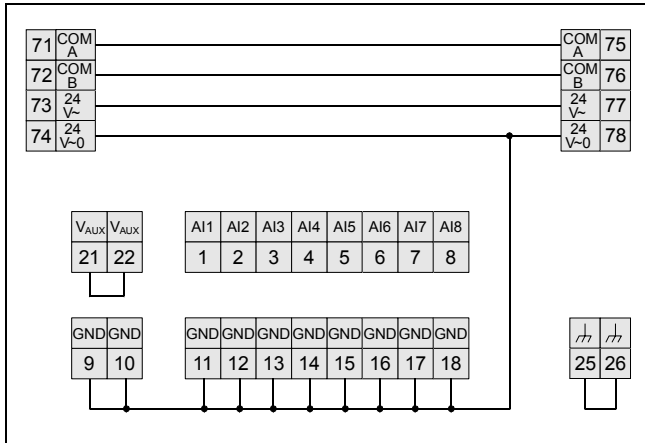 71 COM A COM A 75
72 COM B COM B 76
73 24 V~ 24 V~ 77
74 24 V~0 24 V~0 78
VAUX VAUX AI1 AI2 AI3 AI4 AI5 AI6 AI7 AI8
21 22 1 2 3 4 5 6 7 8
GND GND GND GND GND GND GND GND GND GND
9 10 11 12 13 14 15 16 17 18 25 26